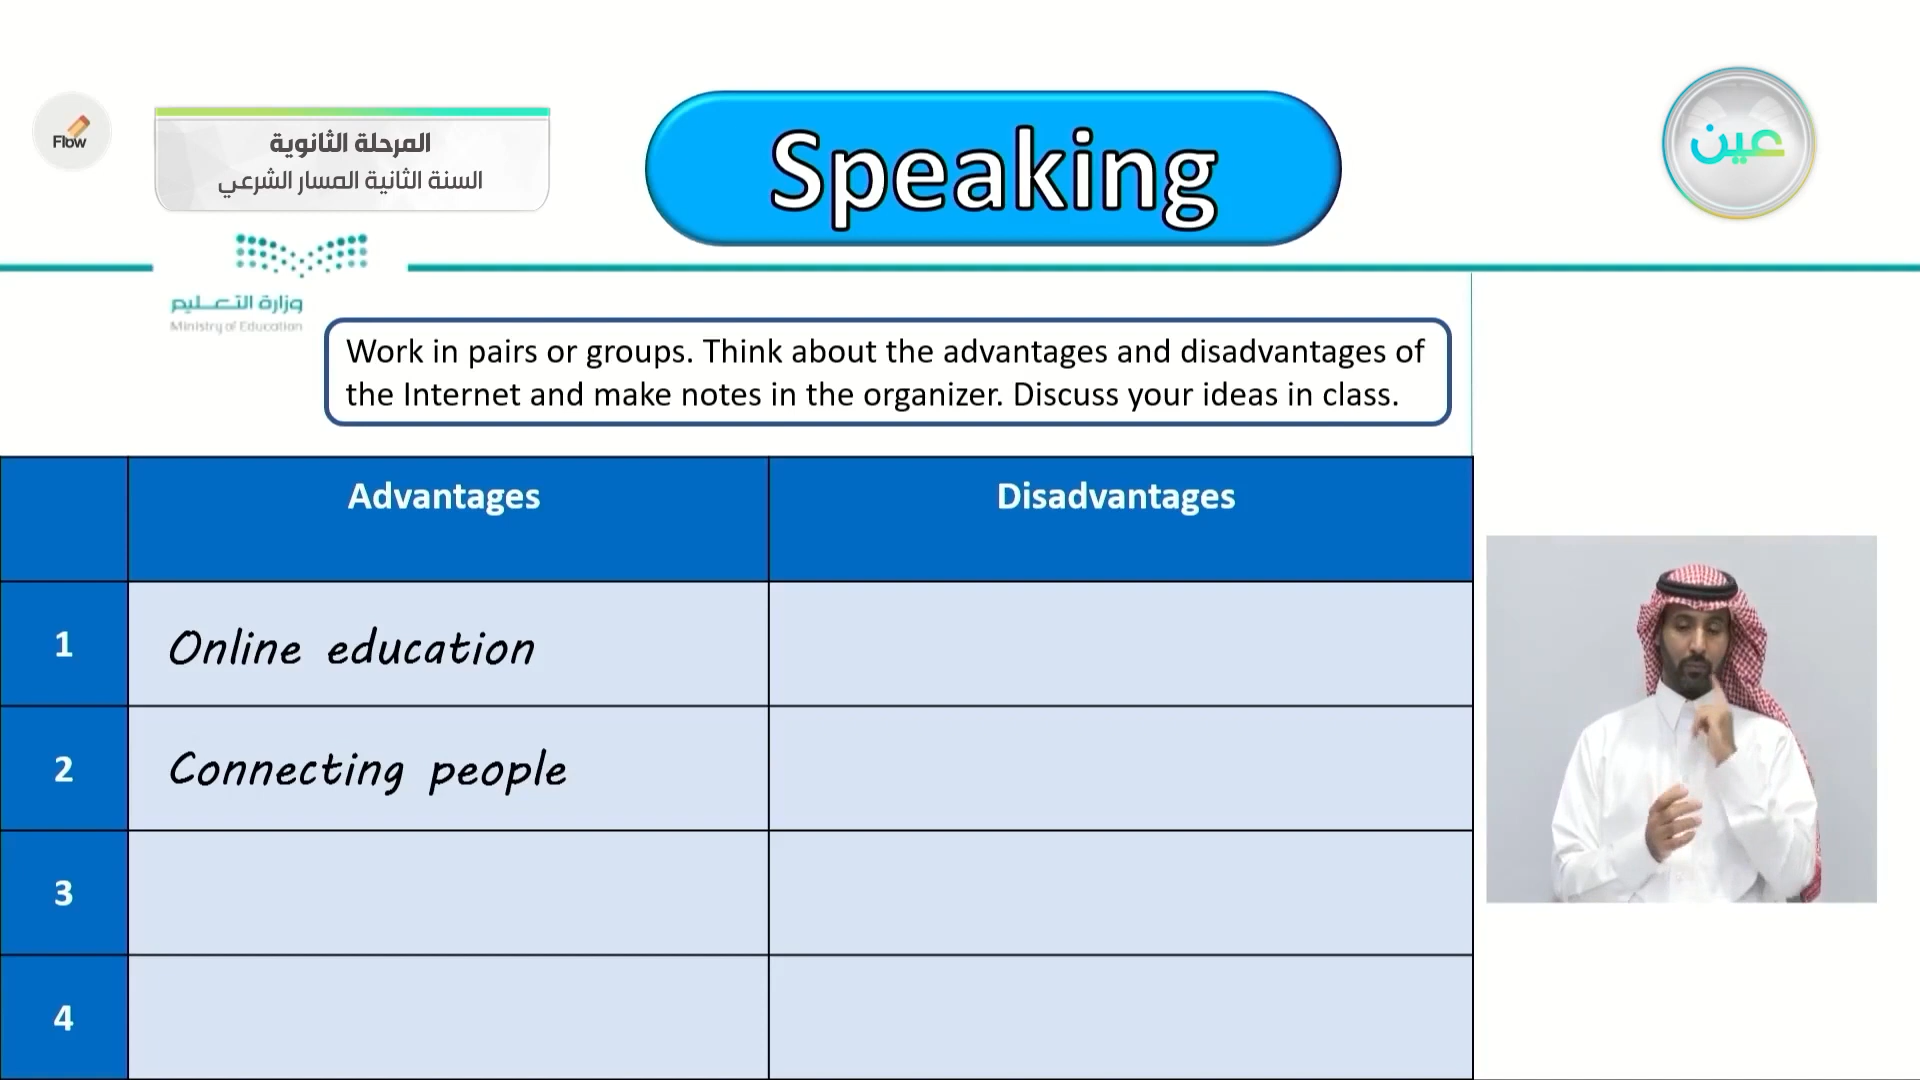 Flow
المرحلة الثانوية
السنة الثانية المسار الشرعي
Speaking
عين
وزارة التعليم
Ministry of Education
Work in pairs or groups. Think about the advantages and disadvantages of
the Internet and make notes in the organizer. Discuss your ideas in class.
Advantages
Disadvantages
1
Online education
2
Connecting people
3
4